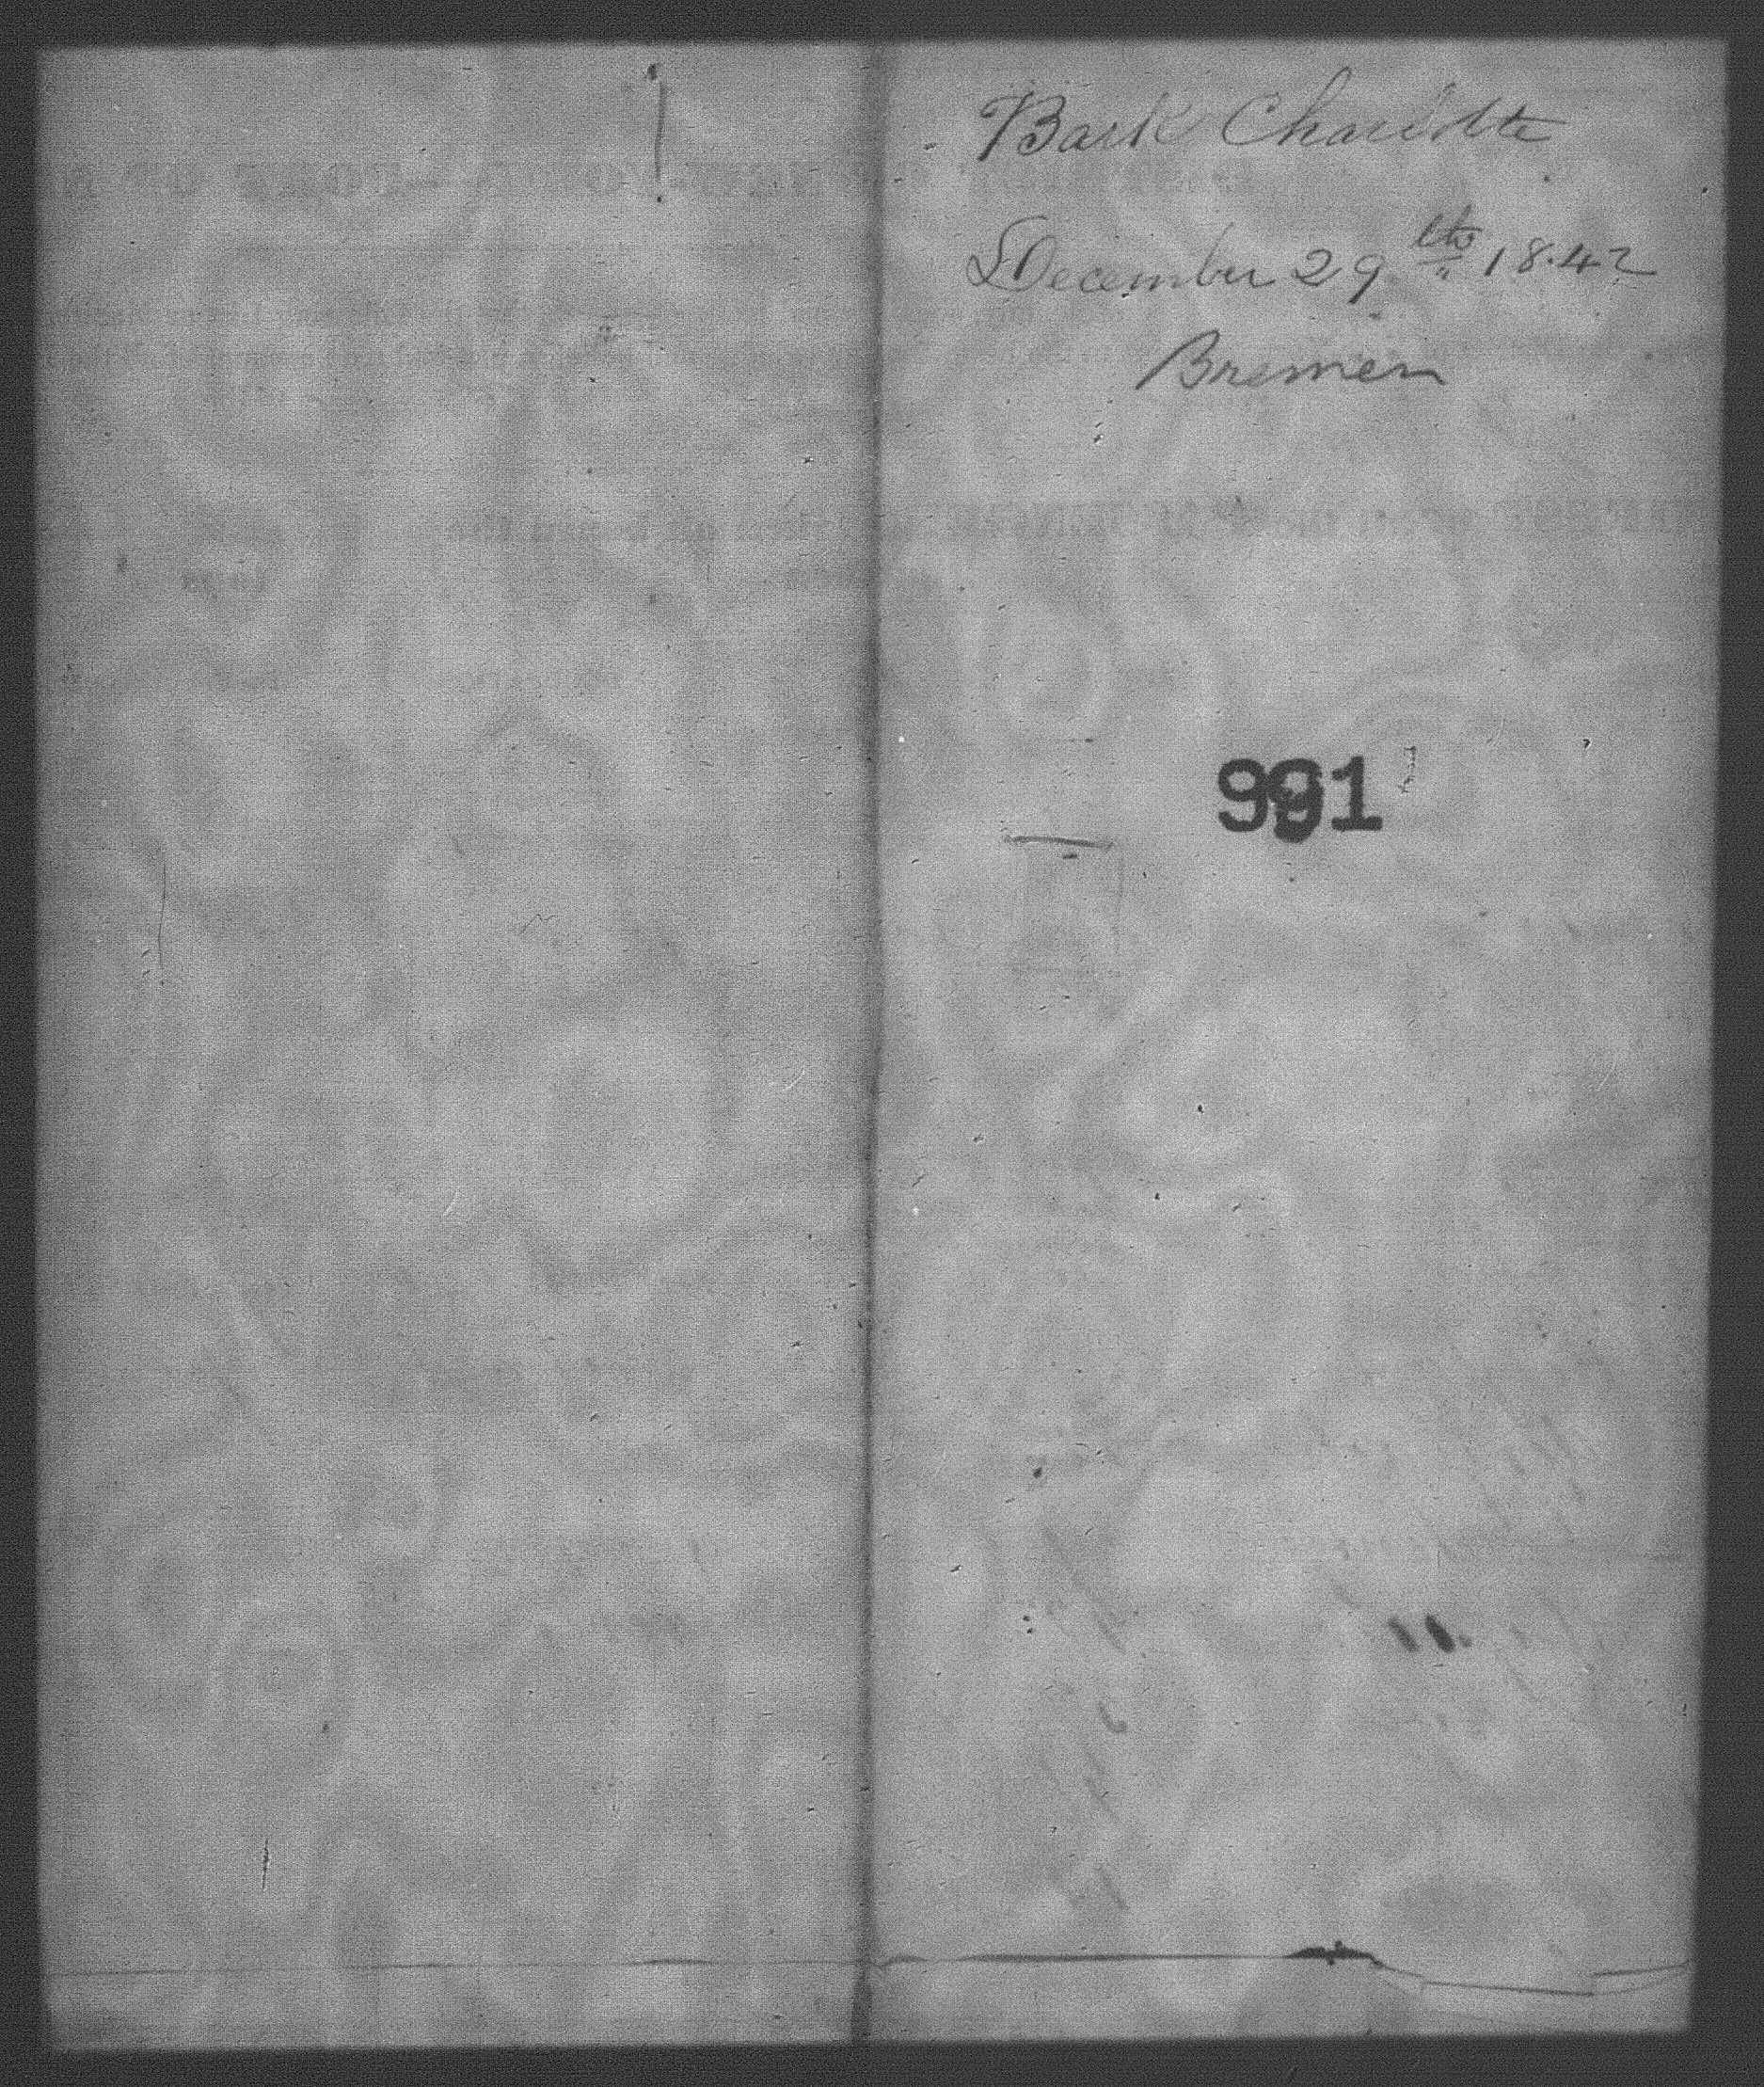 Bark Charlotte
December 29th 1842
Bremen
991